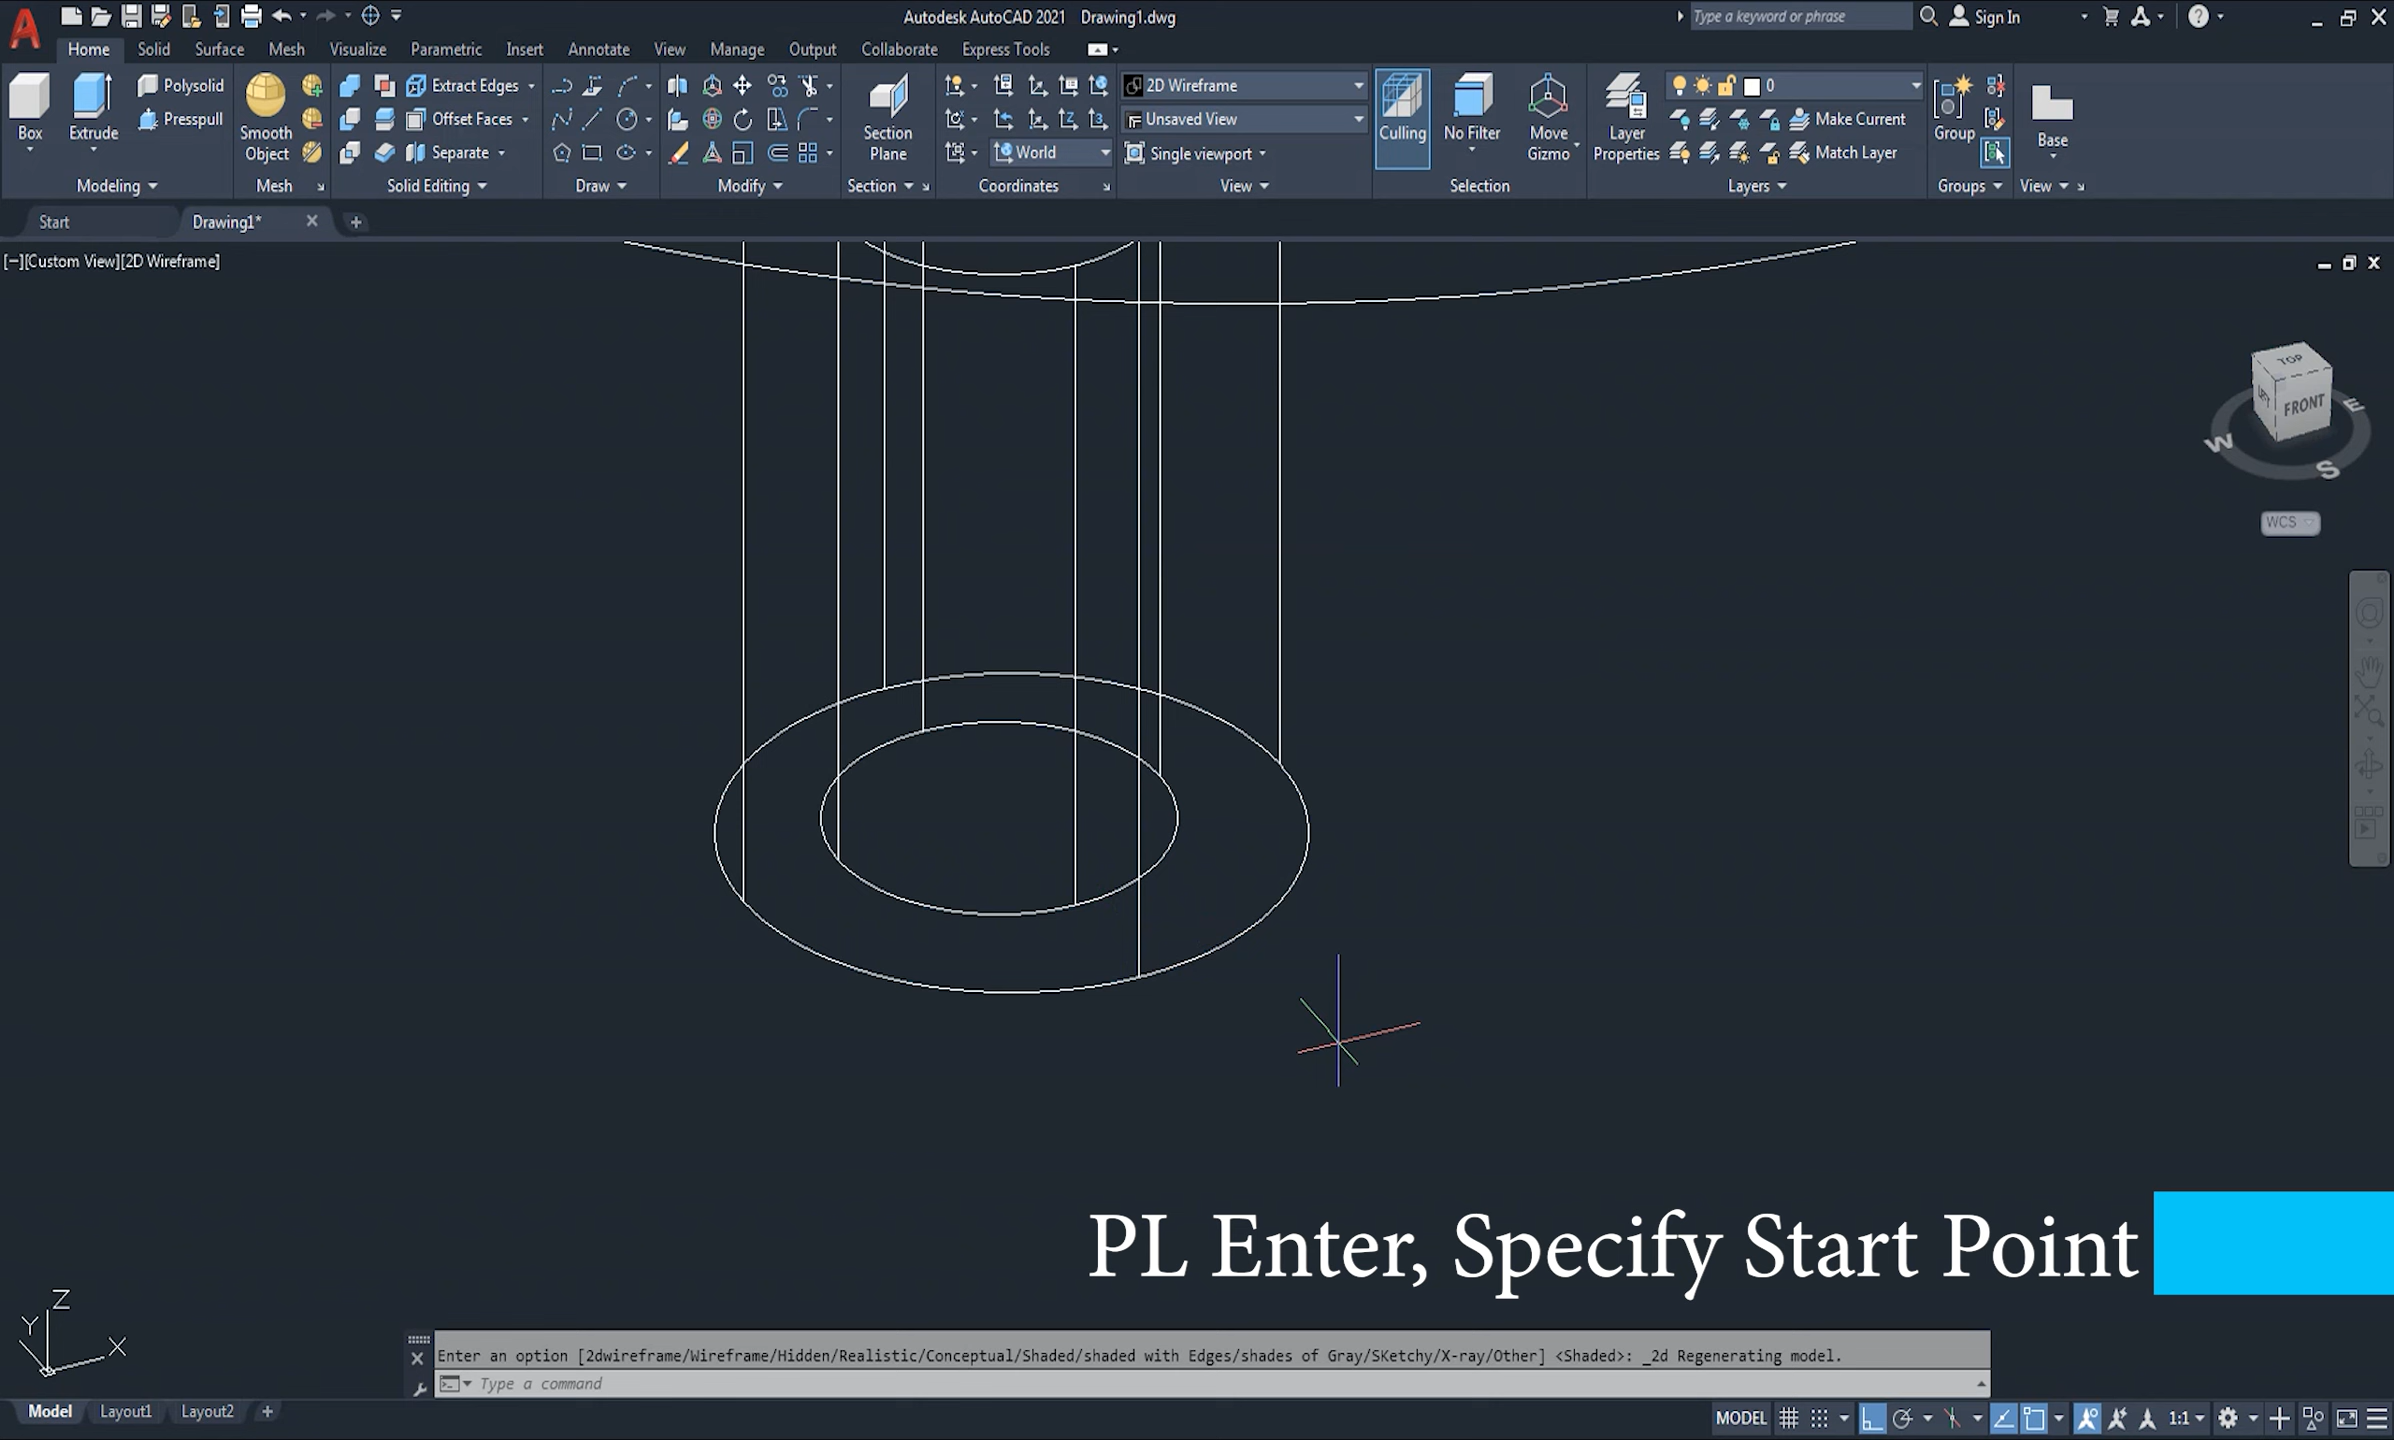 Autodesk AutoCAD 2021 Drawing1.dwg
Type a keyword or phrase
Sign In
Home Solid Surface Mesh Visualize Parametric Insert Annotate View Manage Output Collaborate Express Tools
Box
Extrude
Polysolid
Presspull
Modeling
Smooth
Object
Mesh
Extract Edges
Offset Faces
Separate
Solid Editing
Draw
Modify
Section
Plane
Section
World
Coordinates
2D Wireframe
Unsaved View
Single viewport
View
Culling
No Filter
Move
Gizmo
Selection
Layer
Properties
0
Make Current
Match Layer
Layers
Group
Groups
Base
View
Start
Drawing1*
[−][Custom View][2D Wireframe]
TOP
LEFT
FRONT
E
W
S
WCS
PL Enter, Specify Start Point
Z
Y
X
Enter an option [2dwireframe/Wireframe/Hidden/Realistic/Conceptual/Shaded/shaded with Edges/shades of Gray/SKetchy/X-ray/Other] <Shaded>: _2d Regenerating model.
Type a command
Model Layout1 Layout2
MODEL
1:1